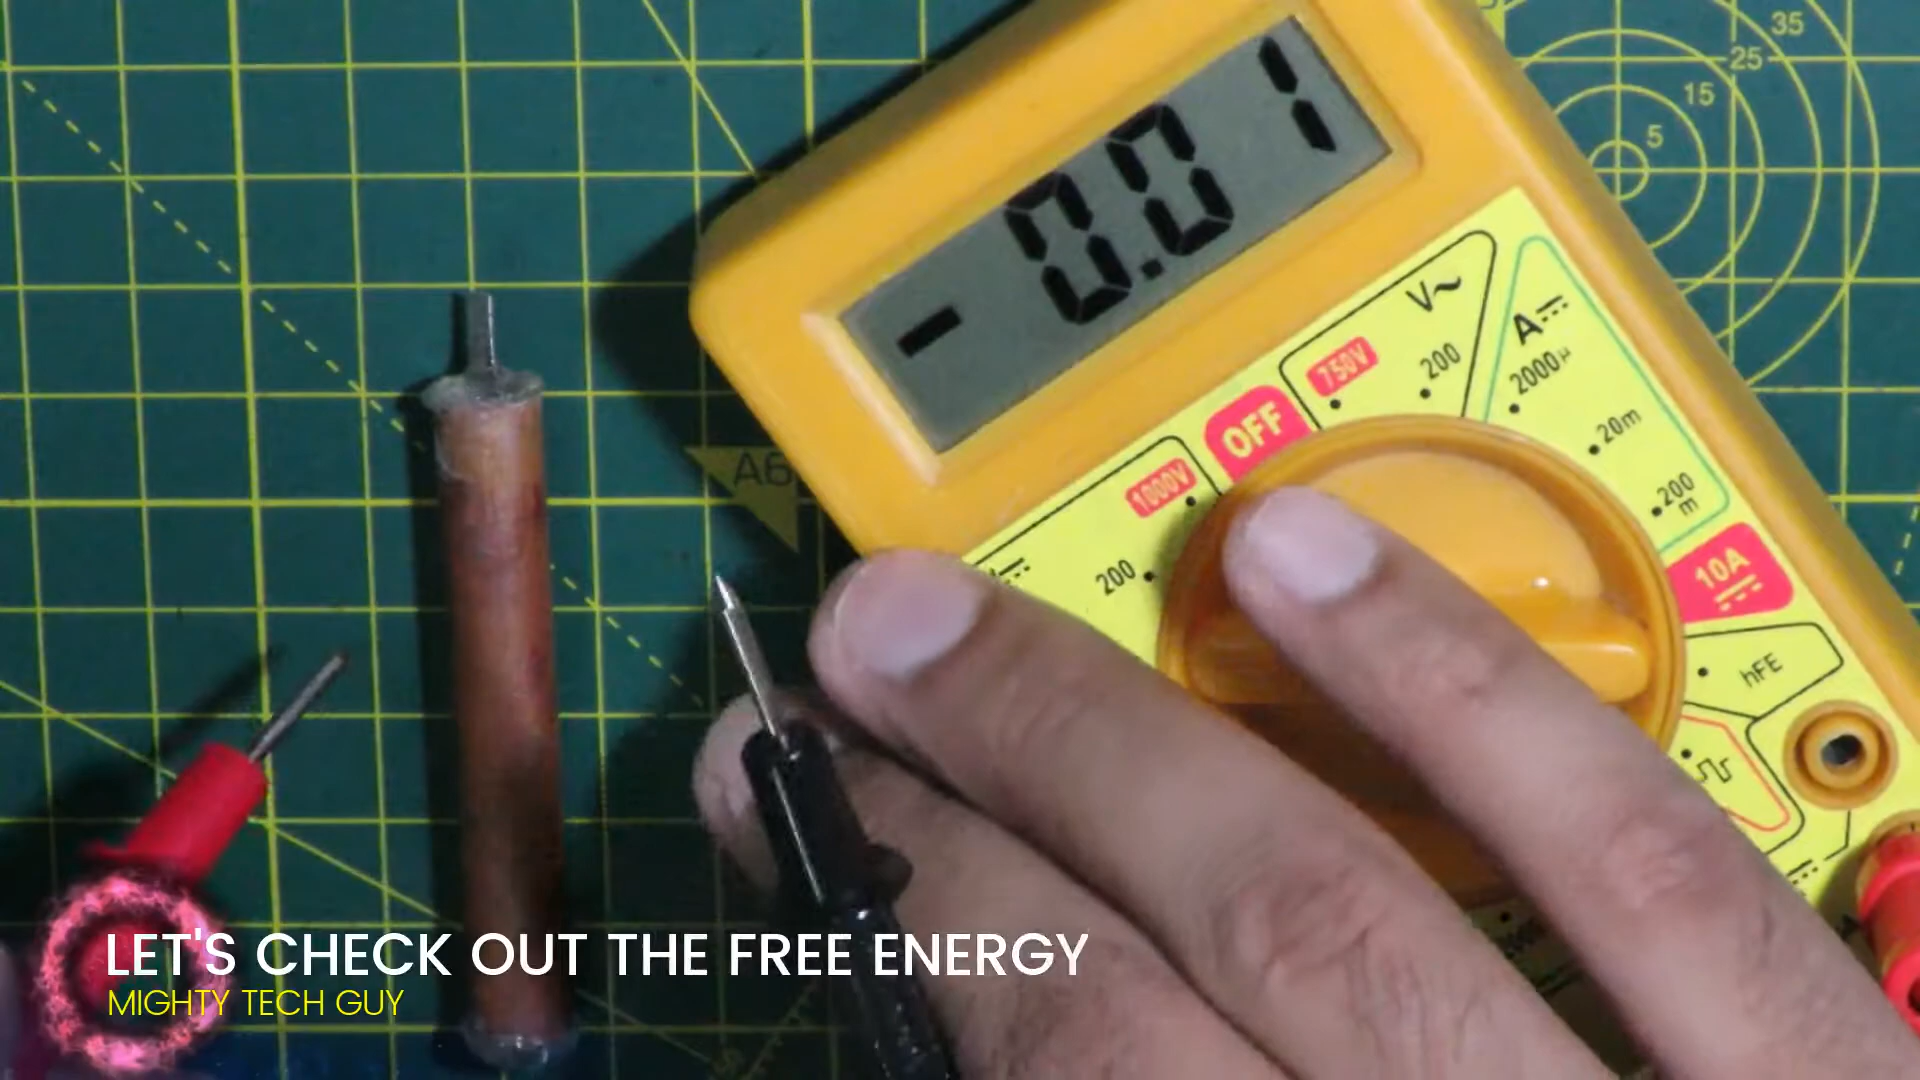 35
25
15
5
- 0.01
V~
A
750V
200
2000µ
OFF
20m
A6
1000V
200
m
200
10A
hFE
LET'S CHECK OUT THE FREE ENERGY
MIGHTY TECH GUY